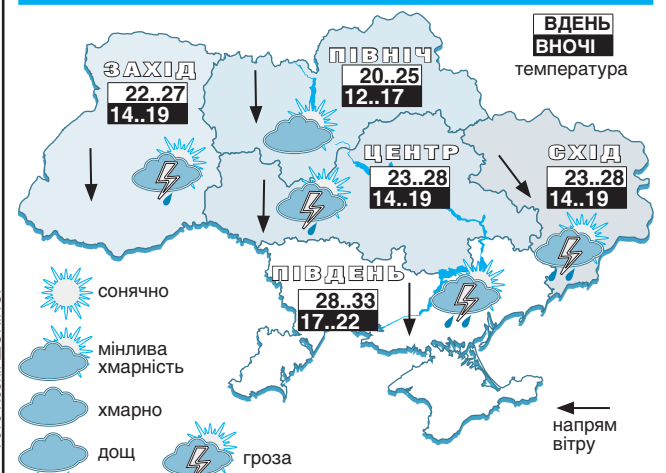 ВДЕНЬ
ВНОЧІ
температура
ПІВНІЧ
20..25
12..17
ЗАХІД
22..27
14..19
ЦЕНТР
23..28
14..19
СХІД
23..28
14..19
ПІВДЕНЬ
28..33
17..22
сонячно
мінлива
хмарність
хмарно
дощ
гроза
напрям
вітру